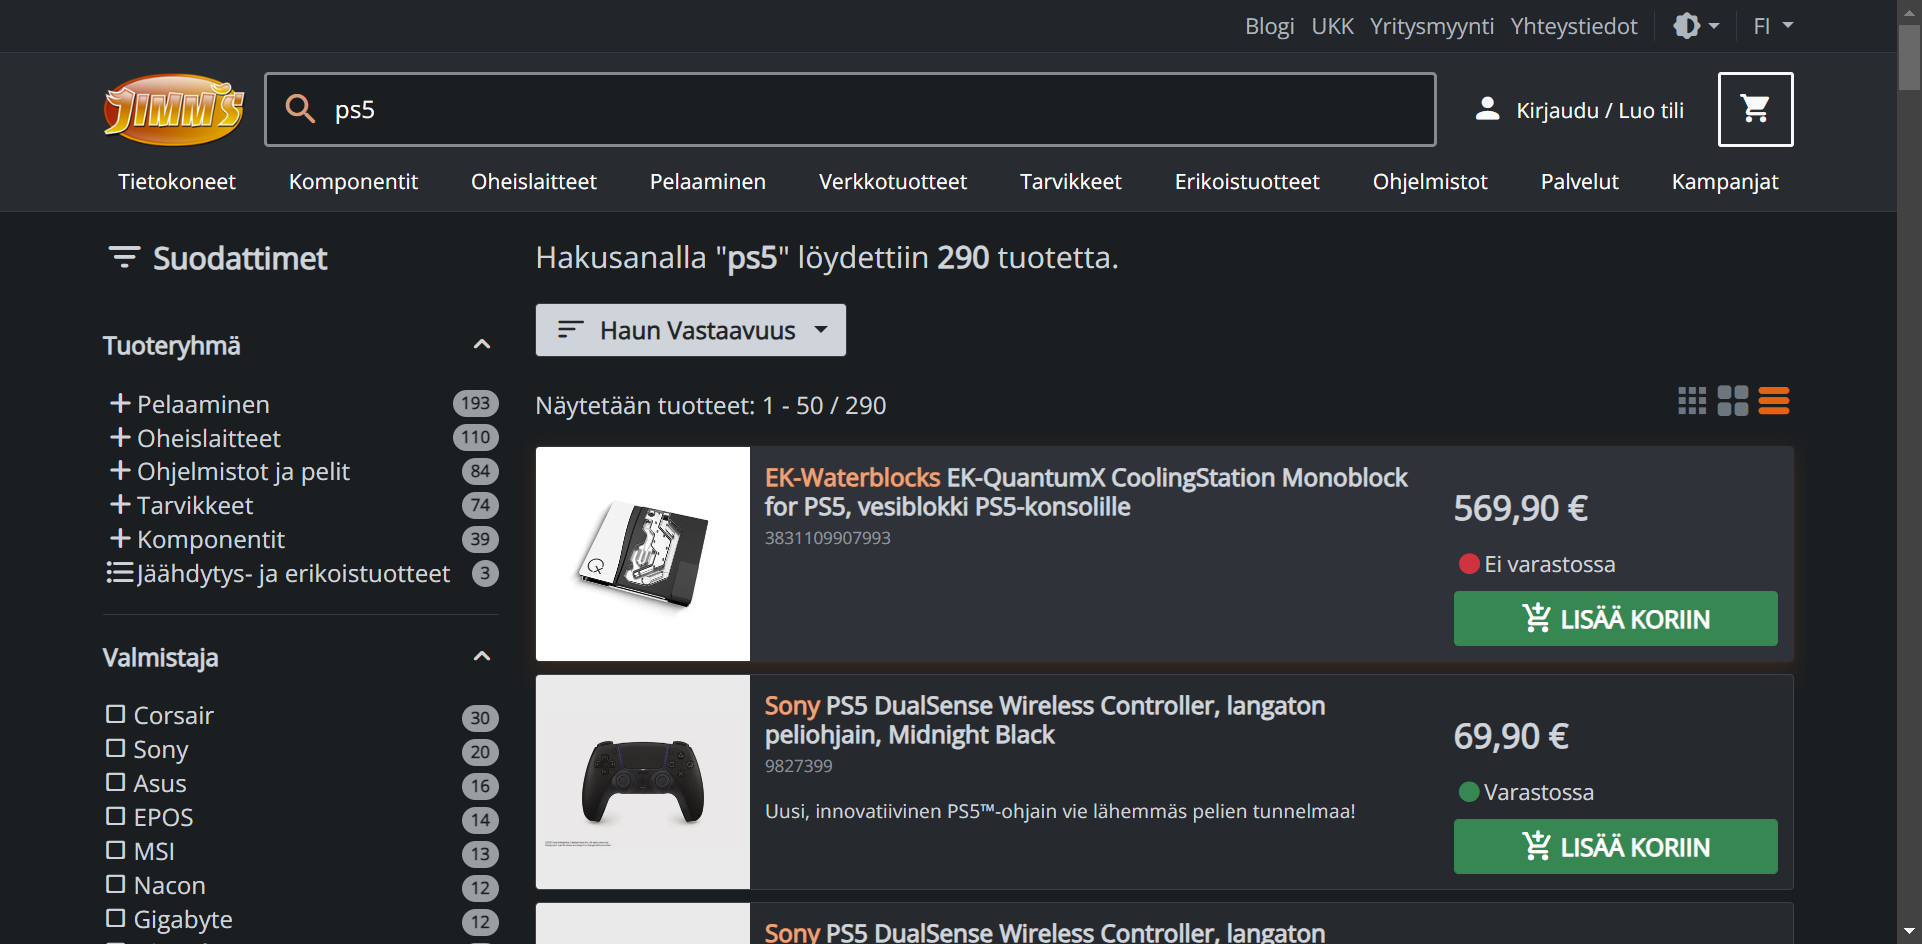 Blogi UKK Yritysmyynti Yhteystiedot FI
JIMM'S
ps5
Kirjaudu / Luo tili
Tietokoneet Komponentit Oheislaitteet Pelaaminen Verkkotuotteet Tarvikkeet Erikoistuotteet Ohjelmistot Palvelut Kampanjat
Suodattimet
Tuoteryhmä
Pelaaminen 193
Oheislaitteet 110
Ohjelmistot ja pelit 84
Tarvikkeet 74
Komponentit 39
Jäähdytys- ja erikoistuotteet 3
Valmistaja
Corsair 30
Sony 20
Asus 16
EPOS 14
MSI 13
Nacon 12
Gigabyte 12
Hakusanalla "ps5" löydettiin 290 tuotetta.
Haun Vastaavuus
Näytetään tuotteet: 1 - 50 / 290
EK-Waterblocks EK-QuantumX CoolingStation Monoblock
for PS5, vesiblokki PS5-konsolille
3831109907993
569,90 €
Ei varastossa
LISÄÄ KORIIN
Sony PS5 DualSense Wireless Controller, langaton
peliohjain, Midnight Black
9827399
Uusi, innovatiivinen PS5™-ohjain vie lähemmäs pelien tunnelmaa!
69,90 €
Varastossa
LISÄÄ KORIIN
Sony PS5 DualSense Wireless Controller, langaton